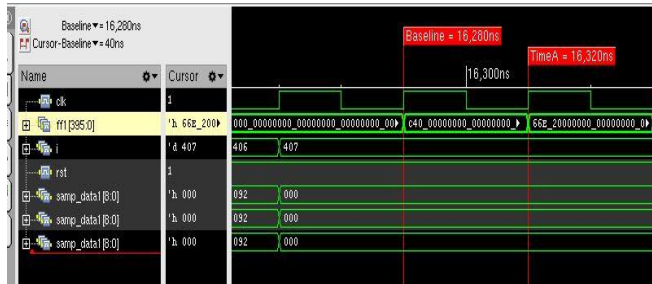 Baseline▼= 16,280ns
Cursor-Baseline▼= 40ns
Baseline = 16,280ns
TimeA = 16,320ns
16,300ns
Name Cursor
clk 1
ff1[395:0] 'h 66E_200▶ 000_00000000_00000000_00000000_00▶ c40_00000000_00000000_▶ 66E_20000000_00000000_0▶
i 'd 407 406 407
rst 1
samp_data1[8:0] 'h 000 092 000
samp_data1[8:0] 'h 000 092 000
samp_data1[8:0] 'h 000 092 000